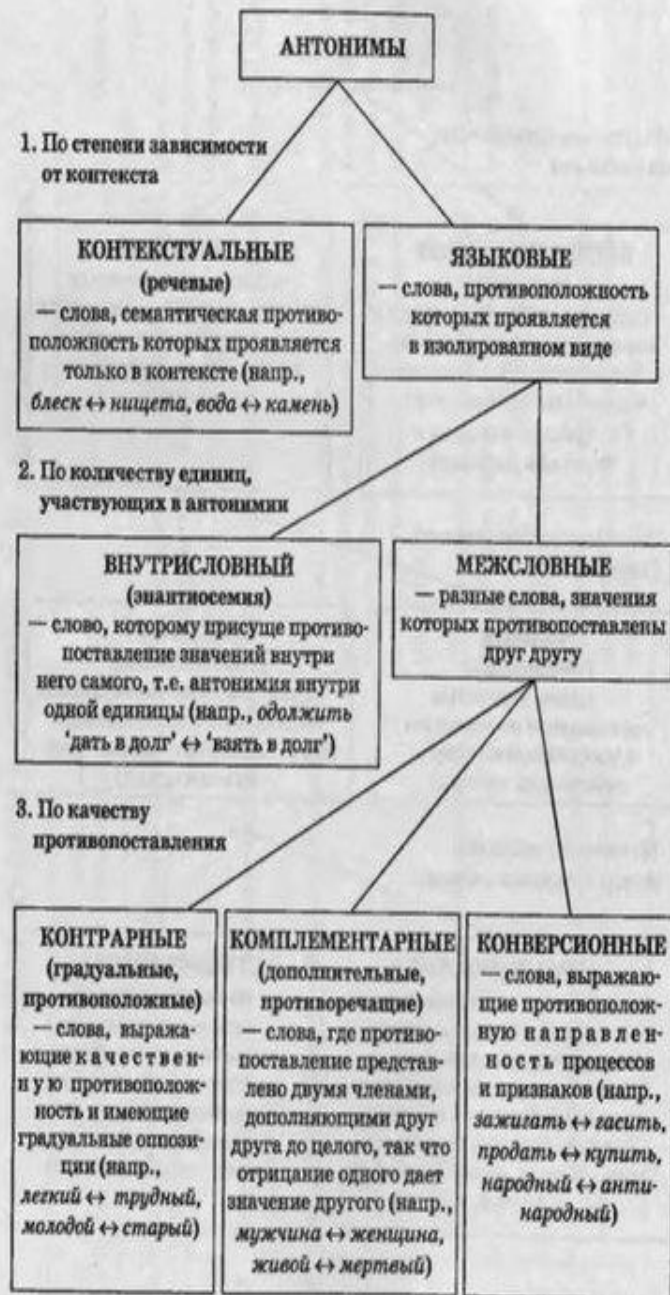 АНТОНИМЫ
1. По степени зависимости
от контекста
КОНТЕКСТУАЛЬНЫЕ
(речевые)
— слова, семантическая противо-
положность которых проявляется
только в контексте (напр.,
блеск ↔ нищета, вода ↔ камень)
ЯЗЫКОВЫЕ
— слова, противоположность
которых проявляется
в изолированном виде
2. По количеству единиц,
участвующих в антонимии
ВНУТРИСЛОВНЫЙ
(энантиосемия)
— слово, которому присуще противо-
поставление значений внутри
него самого, т.е. антонимия внутри
одной единицы (напр., одолжить
‘дать в долг’ ↔ ‘взять в долг’)
МЕЖСЛОВНЫЕ
— разные слова, значения
которых противопоставлены
друг другу
3. По качеству
противопоставления
КОНТРАРНЫЕ
(градуальные,
противоположные)
— слова, выража-
ющие качествен-
ную противополож-
ность и имеющие
градуальные оппози-
ции (напр.,
легкий ↔ трудный,
молодой ↔ старый)
КОМПЛЕМЕНТАРНЫЕ
(дополнительные,
противоречащие)
— слова, где противо-
поставление представ-
лено двумя членами,
дополняющими друг
друга до целого, так что
отрицание одного дает
значение другого (напр.,
мужчина ↔ женщина,
живой ↔ мертвый)
КОНВЕРСИОННЫЕ
— слова, выражаю-
щие противополож-
ную направлен-
ность процессов
и признаков (напр.,
зажигать ↔ гасить,
продать ↔ купить,
народный ↔ анти-
народный)